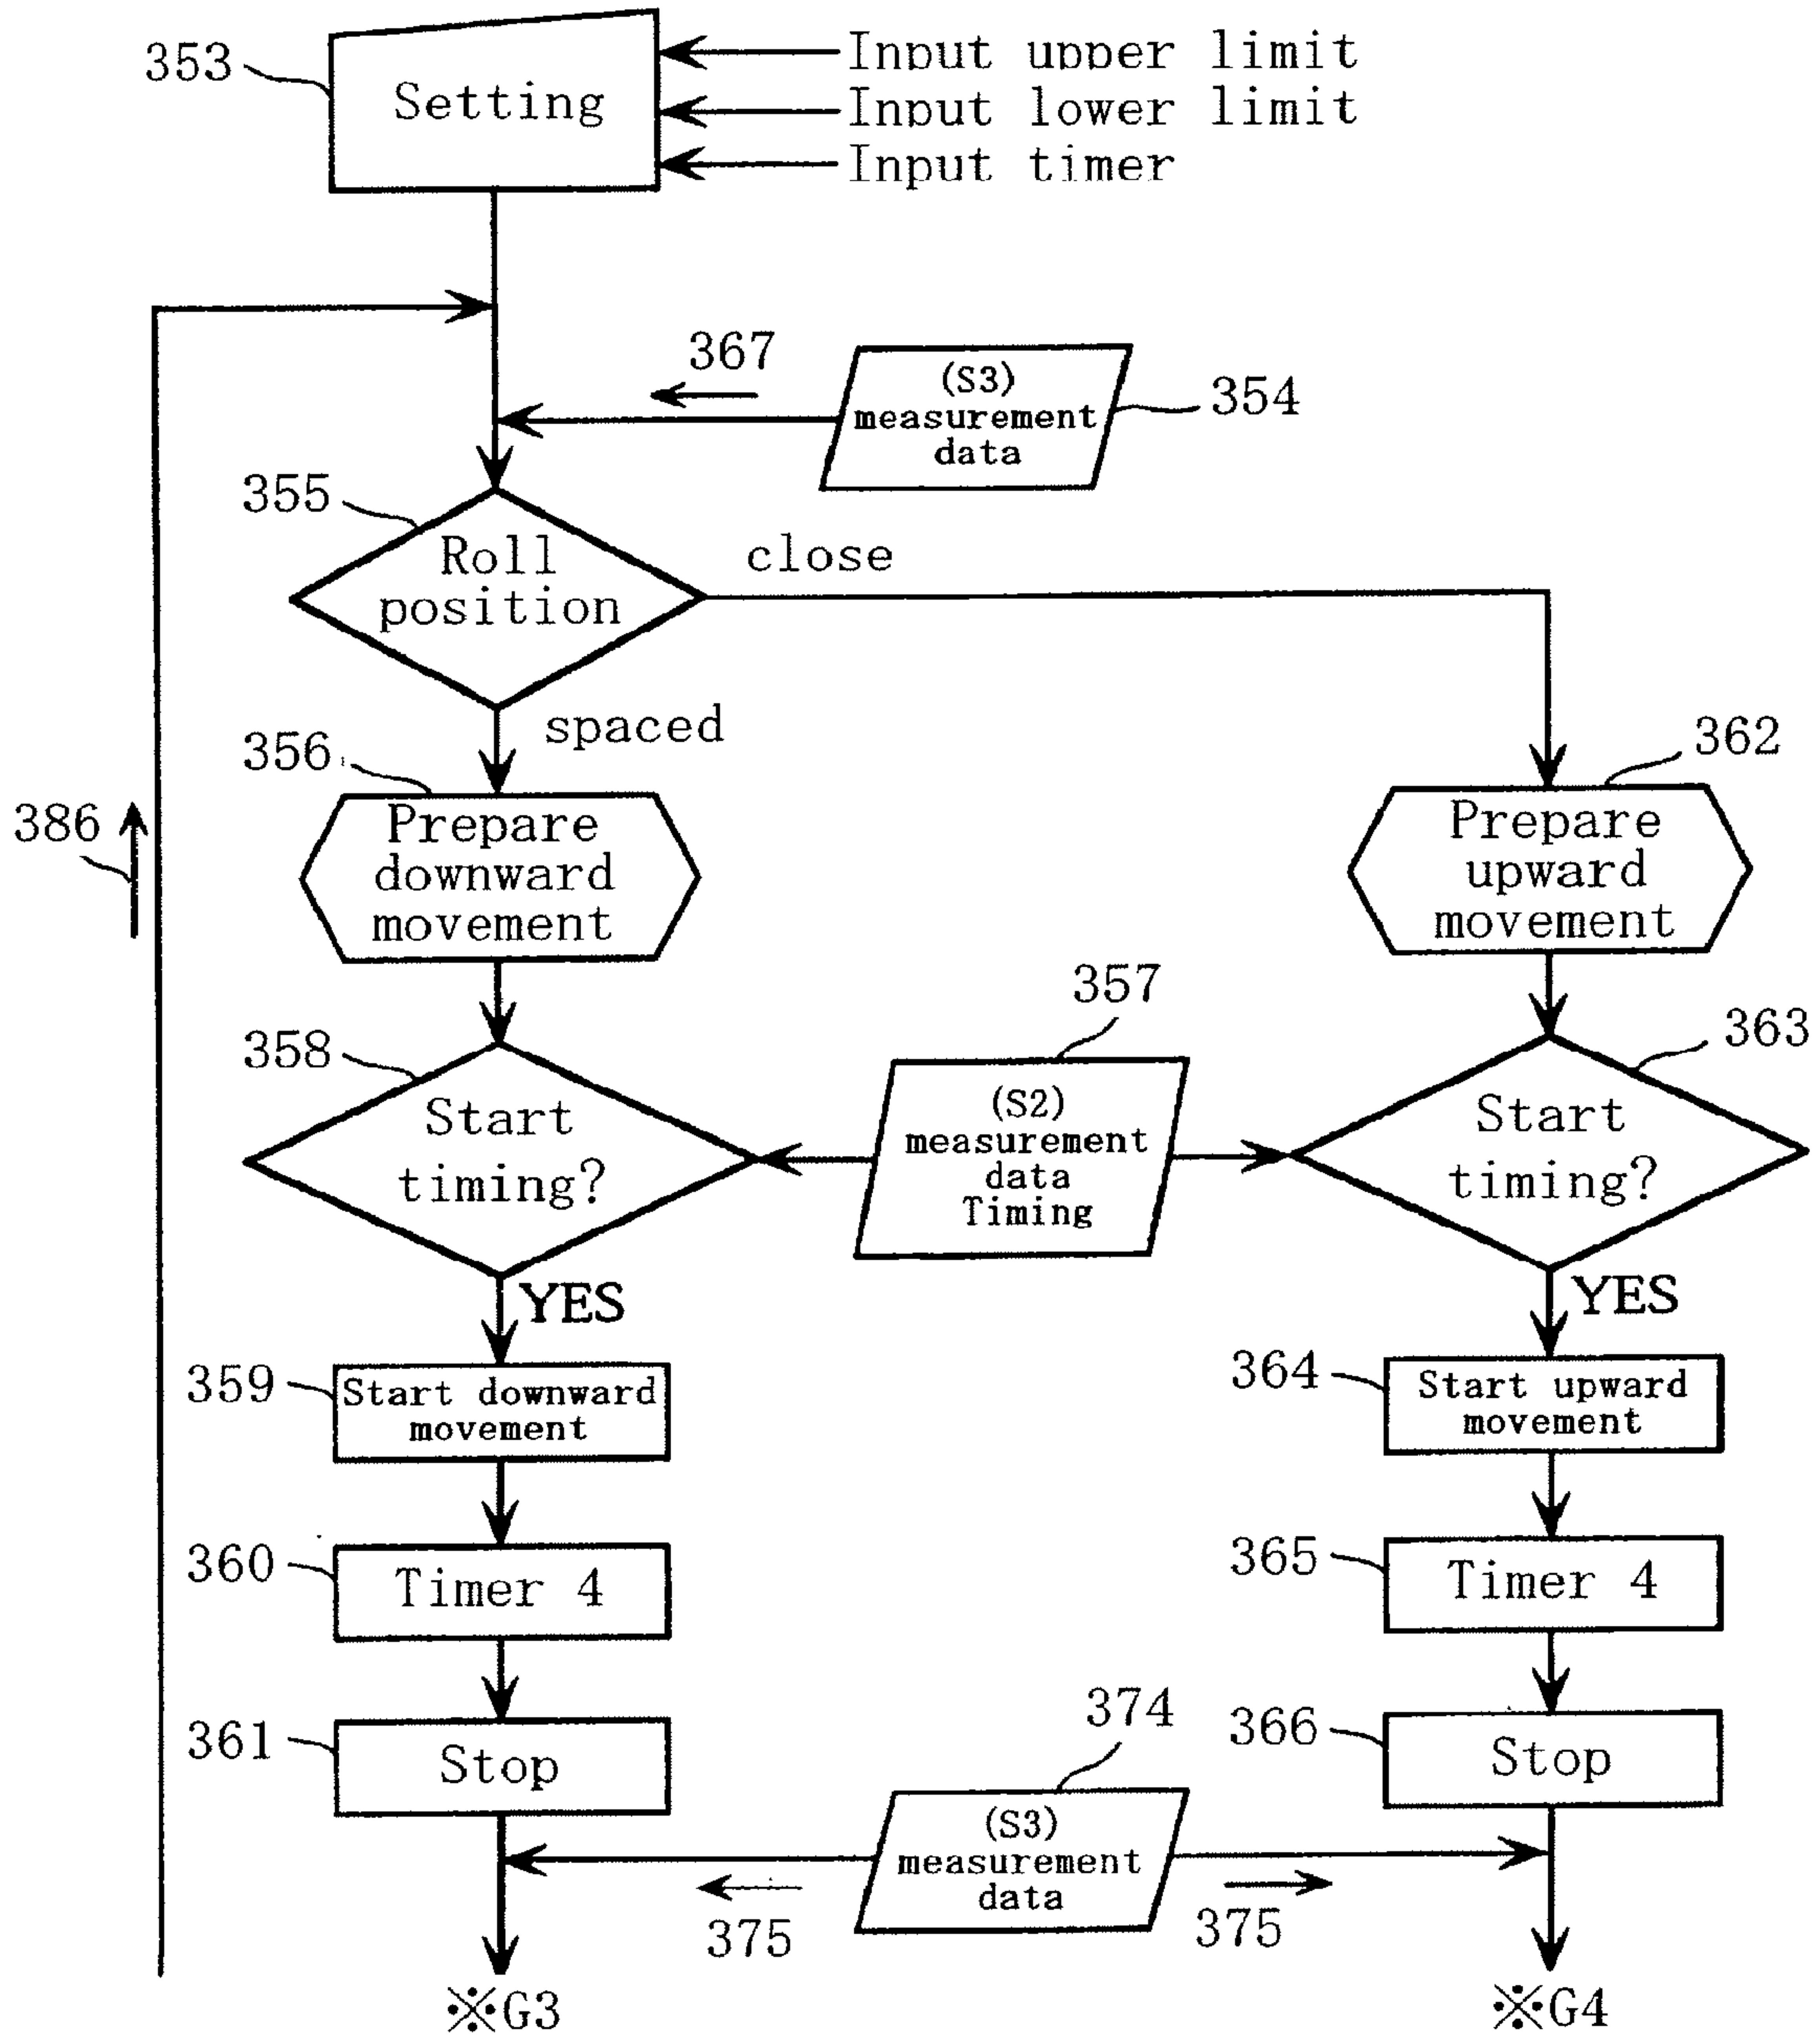 353
Setting
Input upper limit
Input lower limit
Input timer
367
(S3)
measurement
data
354
355
Roll
position
close
spaced
356
362
386
Prepare
downward
movement
Prepare
upward
movement
357
358
363
Start
timing?
(S2)
measurement
data
Timing
Start
timing?
YES
YES
359
Start downward
movement
364
Start upward
movement
360
Timer 4
365
Timer 4
374
361
Stop
366
Stop
(S3)
measurement
data
375
375
※G3
※G4